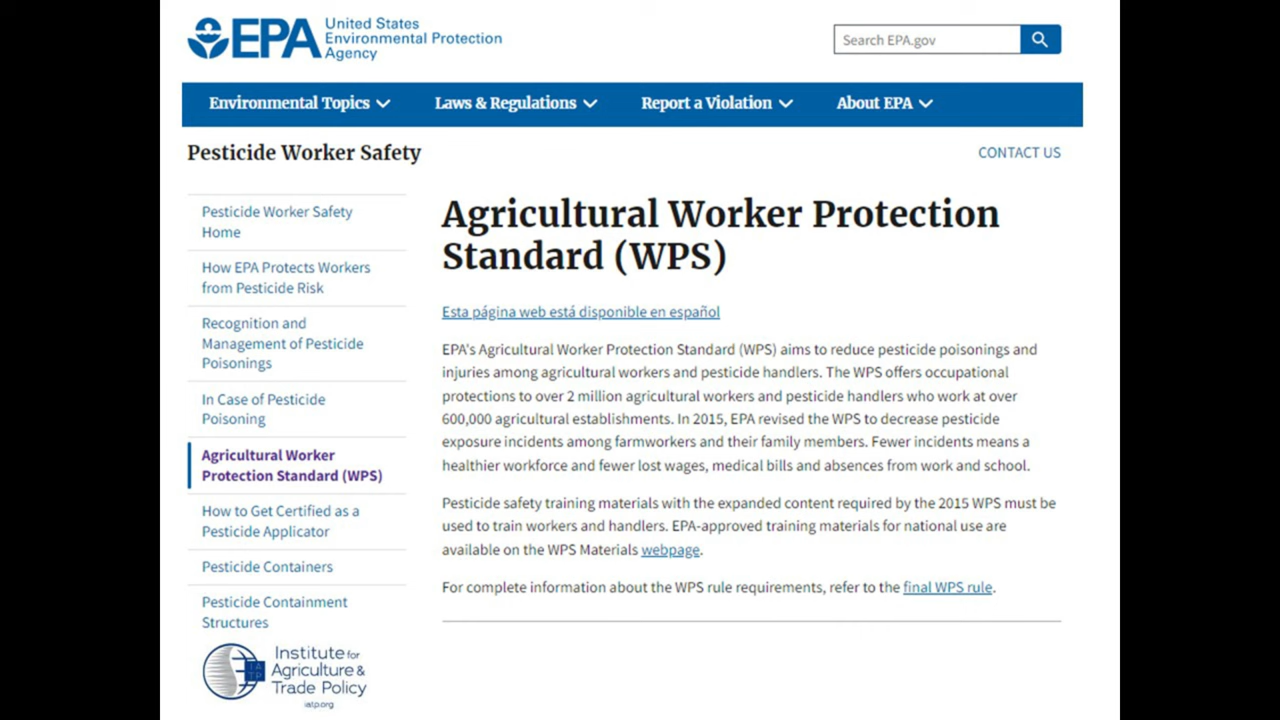 EPA
United States
Environmental Protection
Agency
Search EPA.gov
Environmental Topics
Laws & Regulations
Report a Violation
About EPA
Pesticide Worker Safety
CONTACT US
Pesticide Worker Safety
Home
How EPA Protects Workers
from Pesticide Risk
Recognition and
Management of Pesticide
Poisonings
In Case of Pesticide
Poisoning
Agricultural Worker
Protection Standard (WPS)
How to Get Certified as a
Pesticide Applicator
Pesticide Containers
Pesticide Containment
Structures
Agricultural Worker Protection
Standard (WPS)
Esta página web está disponible en español
EPA's Agricultural Worker Protection Standard (WPS) aims to reduce pesticide poisonings and
injuries among agricultural workers and pesticide handlers. The WPS offers occupational
protections to over 2 million agricultural workers and pesticide handlers who work at over
600,000 agricultural establishments. In 2015, EPA revised the WPS to decrease pesticide
exposure incidents among farmworkers and their family members. Fewer incidents means a
healthier workforce and fewer lost wages, medical bills and absences from work and school.
Pesticide safety training materials with the expanded content required by the 2015 WPS must be
used to train workers and handlers. EPA-approved training materials for national use are
available on the WPS Materials webpage.
For complete information about the WPS rule requirements, refer to the final WPS rule.
IA
TP
Institute for
Agriculture &
Trade Policy
iatp.org